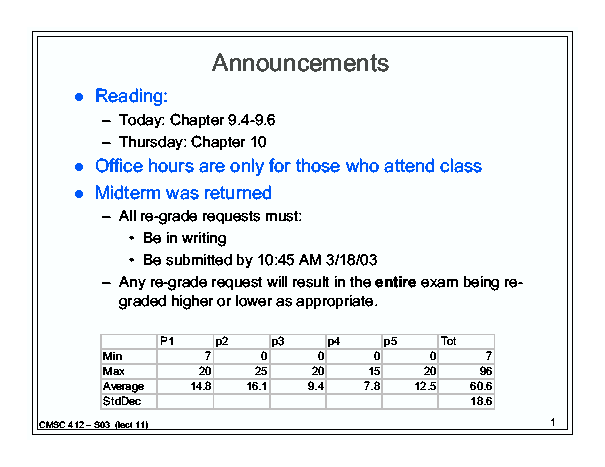 Announcements
● Reading:
– Today: Chapter 9.4-9.6
– Thursday: Chapter 10
● Office hours are only for those who attend class
● Midterm was returned
– All re-grade requests must:
• Be in writing
• Be submitted by 10:45 AM 3/18/03
– Any re-grade request will result in the entire exam being re-
graded higher or lower as appropriate.
P1 p2 p3 p4 p5 Tot
Min 7 0 0 0 0 7
Max 20 25 20 15 20 96
Average 14.8 16.1 9.4 7.8 12.5 60.6
StdDec 18.6
CMSC 412 – S03 (lect 11)
1